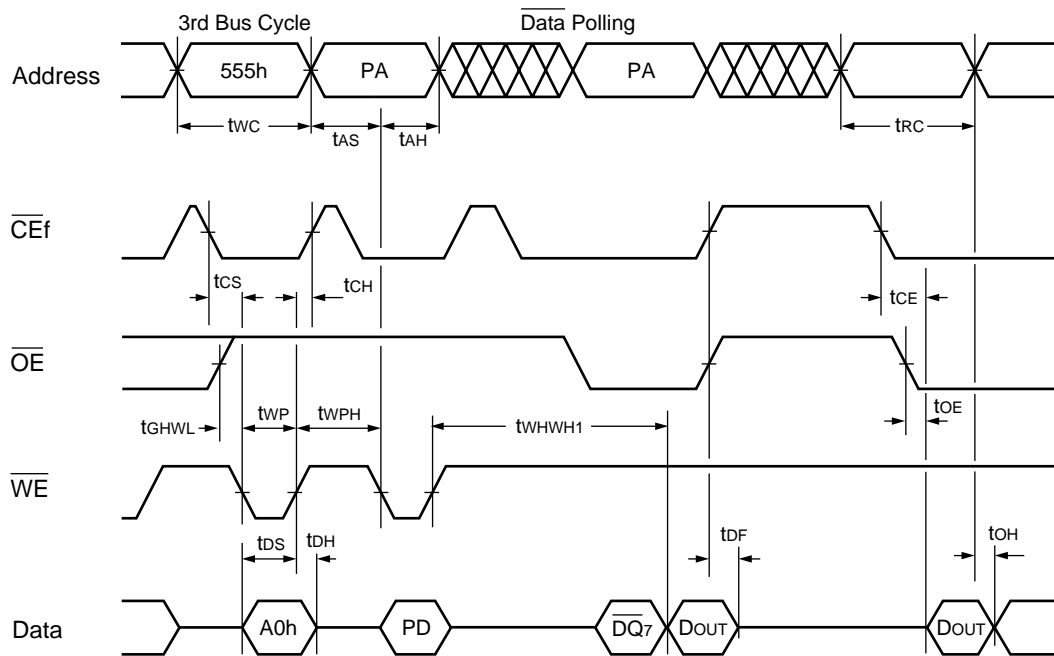 3rd Bus Cycle
Data Polling
Address
555h
PA
PA
tWC
tAS
tAH
tRC
CEf
tCS
tCH
tCE
OE
tGHWL
tWP
tWPH
tWHWH1
tOE
WE
tDS
tDH
tDF
tOH
Data
A0h
PD
DQ7
DOUT
DOUT